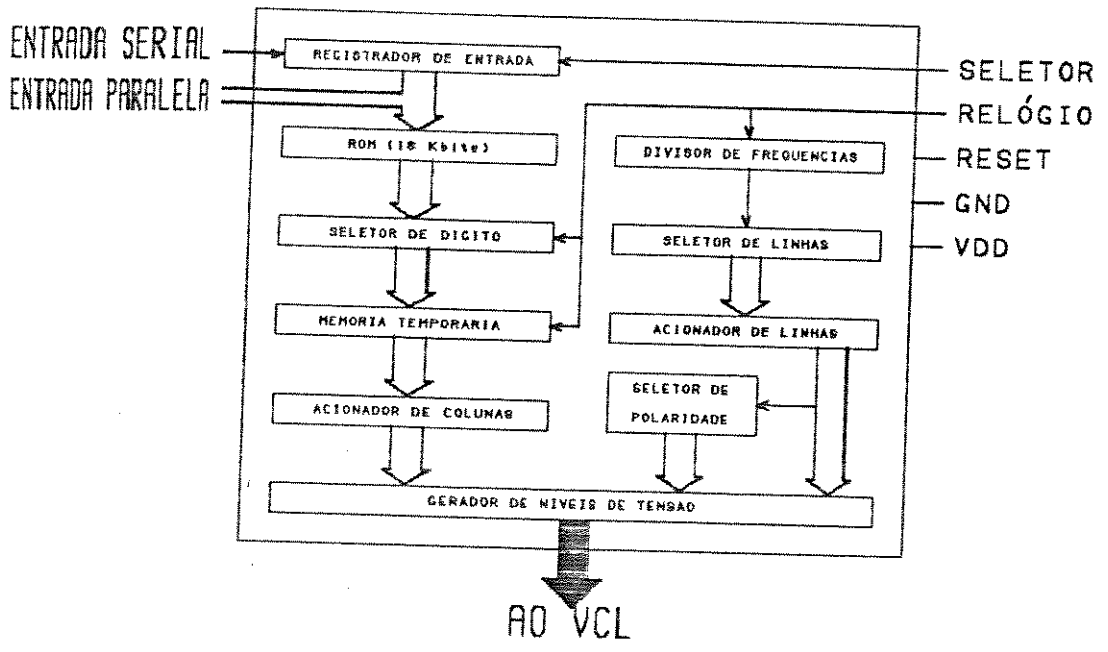 ENTRADA SERIAL
ENTRADA PARALELA
REGISTRADOR DE ENTRADA
SELETOR
RELÓGIO
RESET
GND
VDD
ROM (18 Kbite)
DIVISOR DE FREQUENCIAS
SELETOR DE DIGITO
SELETOR DE LINHAS
MEMORIA TEMPORARIA
ACIONADOR DE LINHAS
ACIONADOR DE COLUNAS
SELETOR DE
POLARIDADE
GERADOR DE NIVEIS DE TENSAO
AO VCL